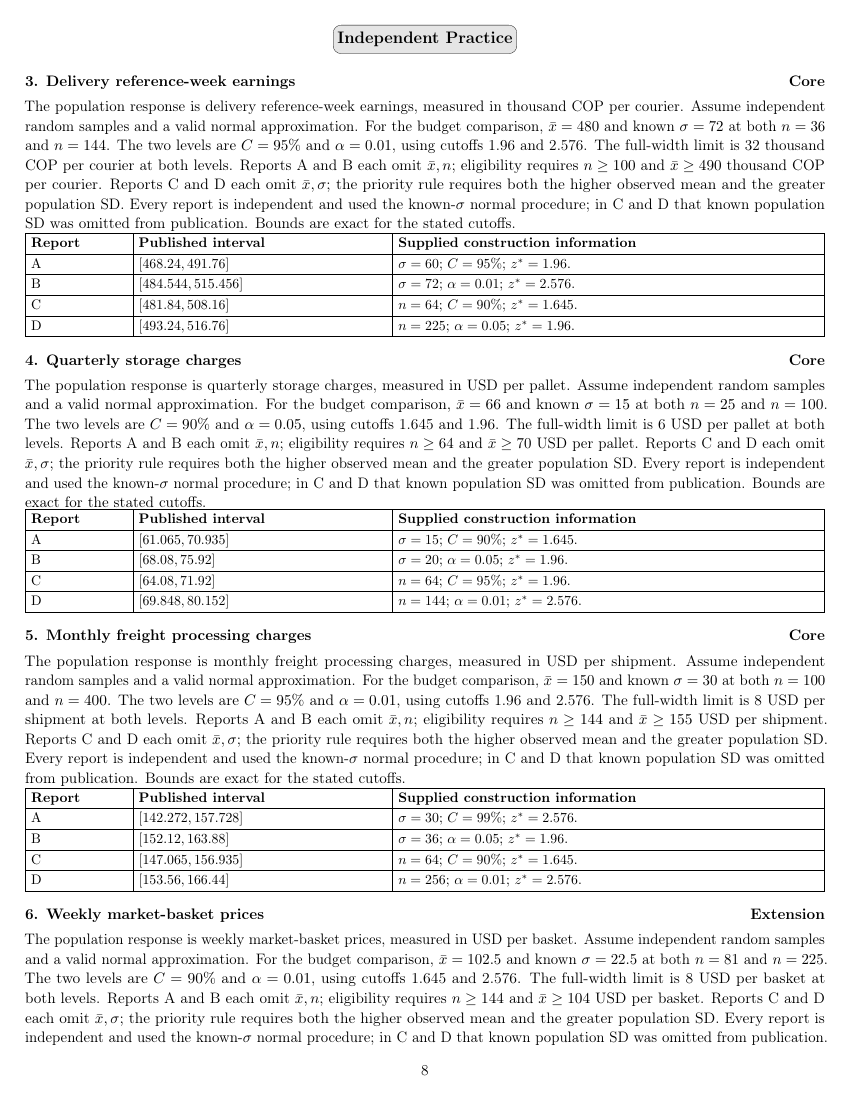 Independent Practice
3. Delivery reference-week earnings Core
The population response is delivery reference-week earnings, measured in thousand COP per courier. Assume independent
random samples and a valid normal approximation. For the budget comparison, x̄ = 480 and known σ = 72 at both n = 36
and n = 144. The two levels are C = 95% and α = 0.01, using cutoffs 1.96 and 2.576. The full-width limit is 32 thousand
COP per courier at both levels. Reports A and B each omit x̄, n; eligibility requires n ≥ 100 and x̄ ≥ 490 thousand COP
per courier. Reports C and D each omit x̄, σ; the priority rule requires both the higher observed mean and the greater
population SD. Every report is independent and used the known-σ normal procedure; in C and D that known population
SD was omitted from publication. Bounds are exact for the stated cutoffs.
Report Published interval Supplied construction information
A [468.24, 491.76] σ = 60; C = 95%; z* = 1.96.
B [484.544, 515.456] σ = 72; α = 0.01; z* = 2.576.
C [481.84, 508.16] n = 64; C = 90%; z* = 1.645.
D [493.24, 516.76] n = 225; α = 0.05; z* = 1.96.
4. Quarterly storage charges Core
The population response is quarterly storage charges, measured in USD per pallet. Assume independent random samples
and a valid normal approximation. For the budget comparison, x̄ = 66 and known σ = 15 at both n = 25 and n = 100.
The two levels are C = 90% and α = 0.05, using cutoffs 1.645 and 1.96. The full-width limit is 6 USD per pallet at both
levels. Reports A and B each omit x̄, n; eligibility requires n ≥ 64 and x̄ ≥ 70 USD per pallet. Reports C and D each omit
x̄, σ; the priority rule requires both the higher observed mean and the greater population SD. Every report is independent
and used the known-σ normal procedure; in C and D that known population SD was omitted from publication. Bounds are
exact for the stated cutoffs.
Report Published interval Supplied construction information
A [61.065, 70.935] σ = 15; C = 90%; z* = 1.645.
B [68.08, 75.92] σ = 20; α = 0.05; z* = 1.96.
C [64.08, 71.92] n = 64; C = 95%; z* = 1.96.
D [69.848, 80.152] n = 144; α = 0.01; z* = 2.576.
5. Monthly freight processing charges Core
The population response is monthly freight processing charges, measured in USD per shipment. Assume independent
random samples and a valid normal approximation. For the budget comparison, x̄ = 150 and known σ = 30 at both n = 100
and n = 400. The two levels are C = 95% and α = 0.01, using cutoffs 1.96 and 2.576. The full-width limit is 8 USD per
shipment at both levels. Reports A and B each omit x̄, n; eligibility requires n ≥ 144 and x̄ ≥ 155 USD per shipment.
Reports C and D each omit x̄, σ; the priority rule requires both the higher observed mean and the greater population SD.
Every report is independent and used the known-σ normal procedure; in C and D that known population SD was omitted
from publication. Bounds are exact for the stated cutoffs.
Report Published interval Supplied construction information
A [142.272, 157.728] σ = 30; C = 99%; z* = 2.576.
B [152.12, 163.88] σ = 36; α = 0.05; z* = 1.96.
C [147.065, 156.935] n = 64; C = 90%; z* = 1.645.
D [153.56, 166.44] n = 256; α = 0.01; z* = 2.576.
6. Weekly market-basket prices Extension
The population response is weekly market-basket prices, measured in USD per basket. Assume independent random samples
and a valid normal approximation. For the budget comparison, x̄ = 102.5 and known σ = 22.5 at both n = 81 and n = 225.
The two levels are C = 90% and α = 0.01, using cutoffs 1.645 and 2.576. The full-width limit is 8 USD per basket at
both levels. Reports A and B each omit x̄, n; eligibility requires n ≥ 144 and x̄ ≥ 104 USD per basket. Reports C and D
each omit x̄, σ; the priority rule requires both the higher observed mean and the greater population SD. Every report is
independent and used the known-σ normal procedure; in C and D that known population SD was omitted from publication.
8